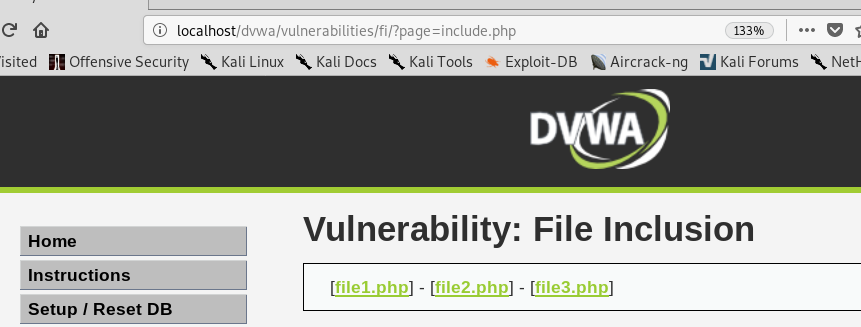 localhost/dvwa/vulnerabilities/fi/?page=include.php 133%
isited Offensive Security Kali Linux Kali Docs Kali Tools Exploit-DB Aircrack-ng Kali Forums NetH
DVWA
Vulnerability: File Inclusion
Home
Instructions
Setup / Reset DB
[file1.php] - [file2.php] - [file3.php]